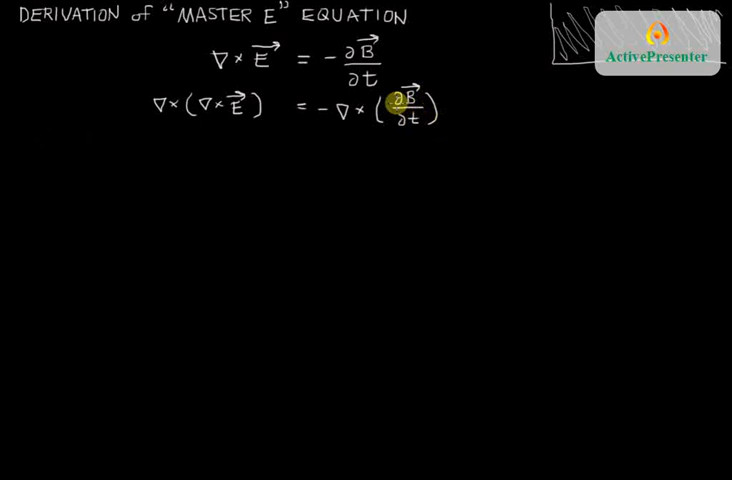 DERIVATION of "MASTER E" EQUATION
ActivePresenter
∇ × E⃗ = - ∂B⃗/∂t
∇×(∇×E⃗) = - ∇ × (∂B⃗/∂t)